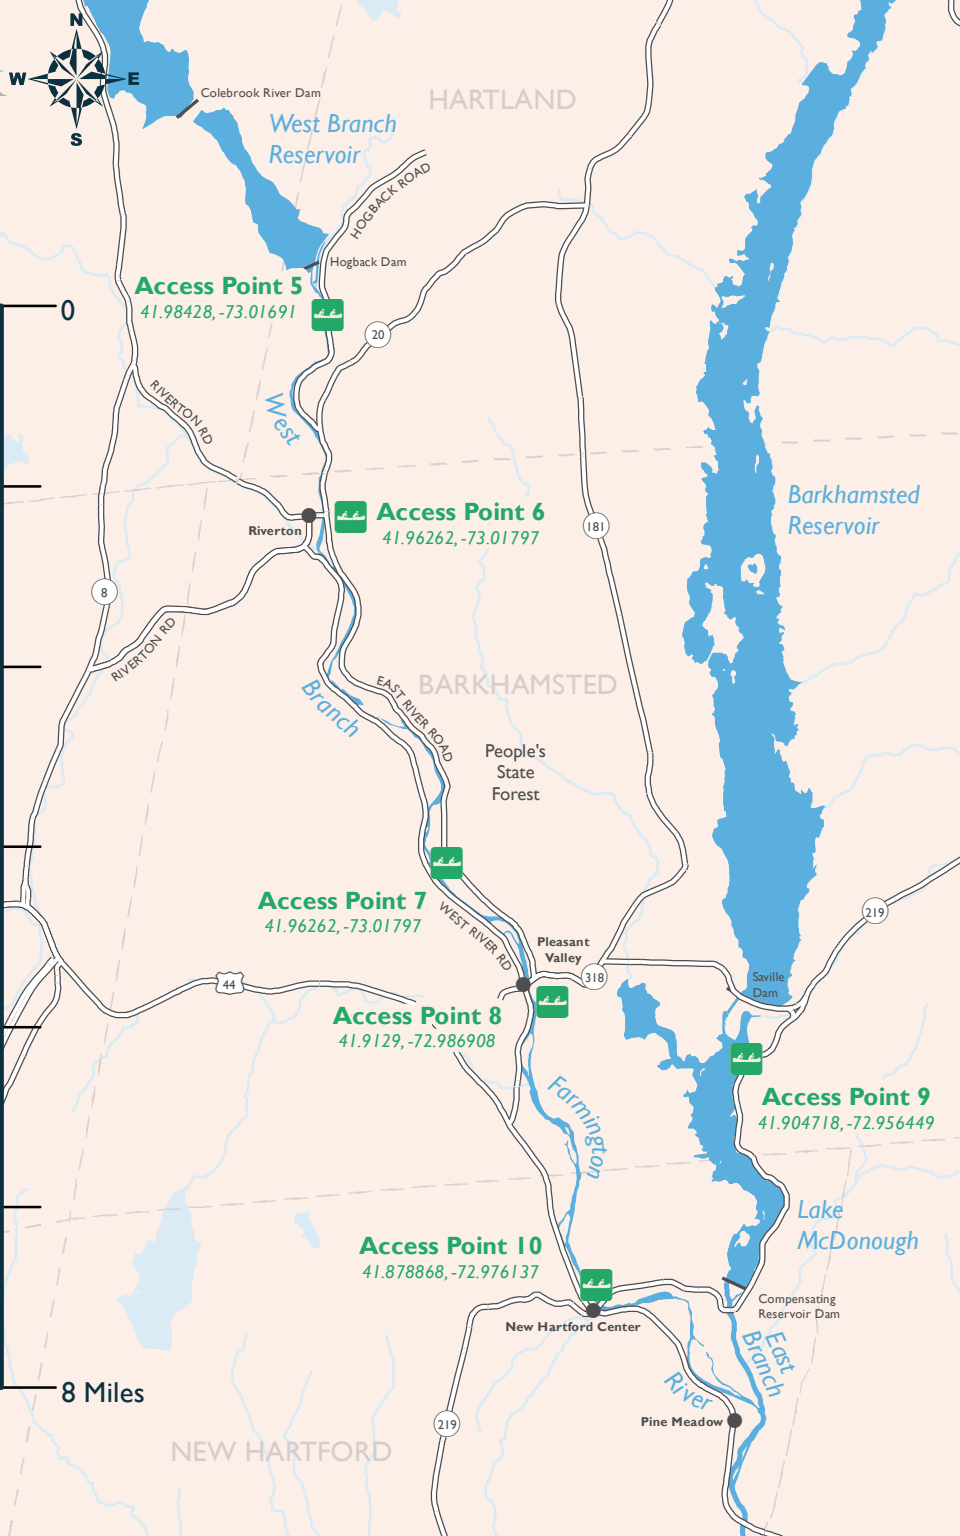 N
W
E
S
Colebrook River Dam
HARTLAND
West Branch
Reservoir
HOGBACK ROAD
Hogback Dam
Access Point 5
41.98428,-73.01691
0
20
RIVERTON RD
West
Barkhamsted
Reservoir
Access Point 6
41.96262,-73.01797
Riverton
181
8
RIVERTON RD
BARKHAMSTED
Branch
EAST RIVER ROAD
People's
State
Forest
Access Point 7
41.96262,-73.01797
WEST RIVER RD
219
Pleasant
Valley
318
Saville
Dam
44
Access Point 8
41.9129,-72.986908
Farmington
Access Point 9
41.904718,-72.956449
Lake
McDonough
Access Point 10
41.878868,-72.976137
Compensating
Reservoir Dam
New Hartford Center
East
Branch
River
8 Miles
219
Pine Meadow
NEW HARTFORD